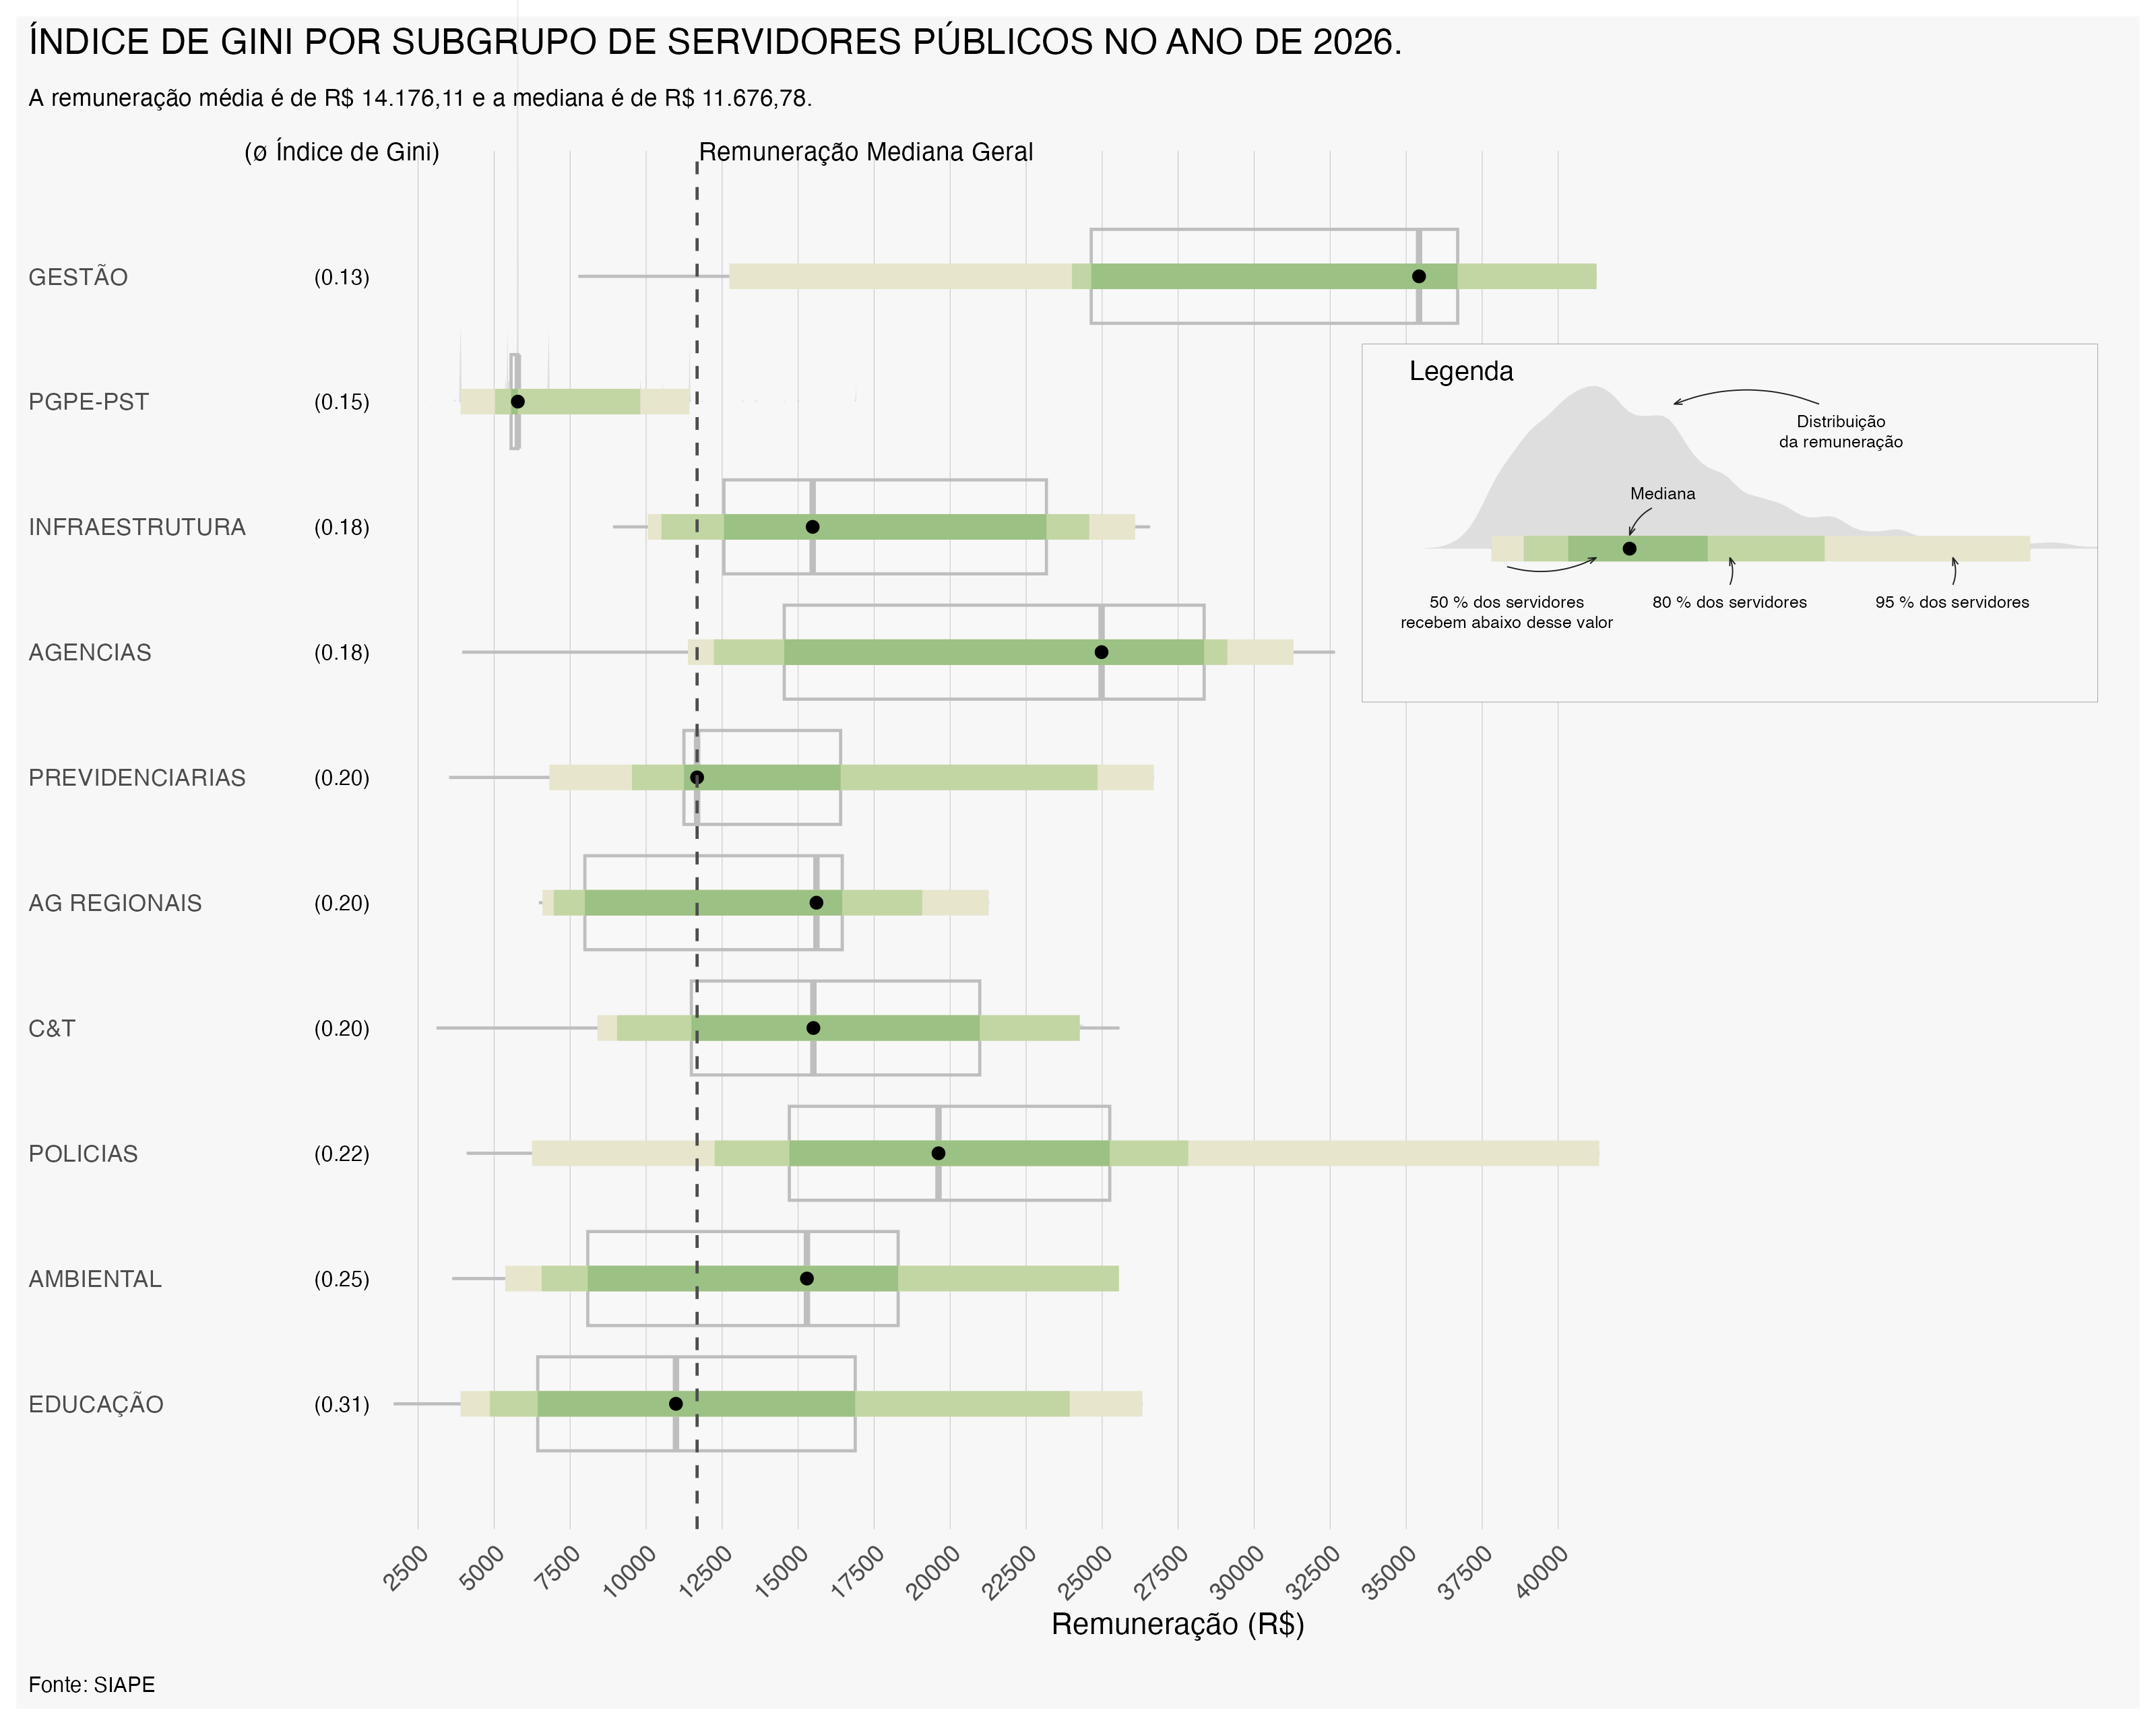 ÍNDICE DE GINI POR SUBGRUPO DE SERVIDORES PÚBLICOS NO ANO DE 2026.
A remuneração média é de R$ 14.176,11 e a mediana é de R$ 11.676,78.
(ø Índice de Gini)
Remuneração Mediana Geral
GESTÃO (0.13)
PGPE-PST (0.15)
INFRAESTRUTURA (0.18)
AGENCIAS (0.18)
PREVIDENCIARIAS (0.20)
AG REGIONAIS (0.20)
C&T (0.20)
POLICIAS (0.22)
AMBIENTAL (0.25)
EDUCAÇÃO (0.31)
Legenda
Distribuição
da remuneração
Mediana
50 % dos servidores
recebem abaixo desse valor
80 % dos servidores
95 % dos servidores
2500 5000 7500 10000 12500 15000 17500 20000 22500 25000 27500 30000 32500 35000 37500 40000
Remuneração (R$)
Fonte: SIAPE